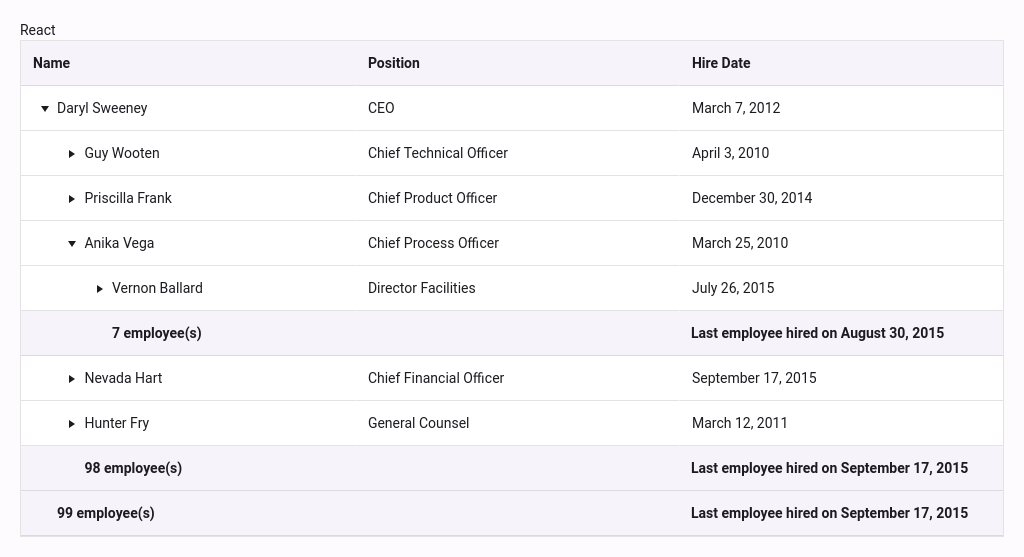 React
Name Position Hire Date
Daryl Sweeney CEO March 7, 2012
Guy Wooten Chief Technical Officer April 3, 2010
Priscilla Frank Chief Product Officer December 30, 2014
Anika Vega Chief Process Officer March 25, 2010
Vernon Ballard Director Facilities July 26, 2015
7 employee(s) Last employee hired on August 30, 2015
Nevada Hart Chief Financial Officer September 17, 2015
Hunter Fry General Counsel March 12, 2011
98 employee(s) Last employee hired on September 17, 2015
99 employee(s) Last employee hired on September 17, 2015